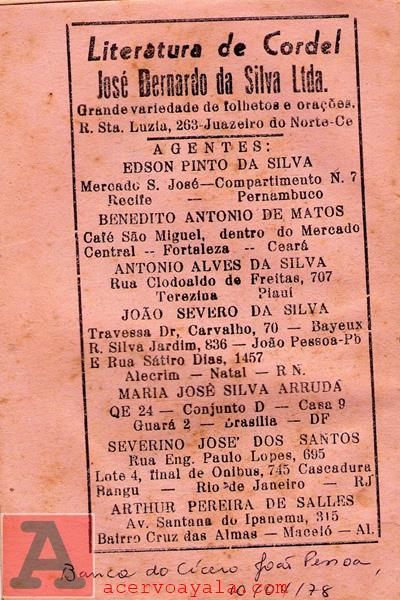 Literatura de Cordel
José Bernardo da Silva Ltda.
Grande variedade de folhetos e orações.
R. Sta. Luzia, 263-Juazeiro do Norte-Ce
AGENTES:
EDSON PINTO DA SILVA
Mercado S. José—Compartimento N. 7
Recife — Pernambuco
BENEDITO ANTONIO DE MATOS
Café São Miguel, dentro do Mercado
Central -- Fortaleza -- Ceará
ANTONIO ALVES DA SILVA
Rua Clodoaldo de Freitas, 707
Terezina Piauí
JOÃO SEVERO DA SILVA
Travessa Dr, Carvalho, 70 — Bayeux
R. Silva Jardim, 836 — João Pessoa-Pb
E Rua Sátiro Dias, 1457
Alecrim — Natal — R N.
MARIA JOSÉ SILVA ARRUDA
QE 24 — Conjunto D — Casa 9
Guará 2 — Brasília — DF
SEVERINO JOSE' DOS SANTOS
Rua Eng. Paulo Lopes, 695
Lote 4, final de Onibus, 745 Cascadura
Bangu — Rio de Janeiro — RJ
ARTHUR PEREIRA DE SALLES
Av. Santana do Ipanema, 315
Bairro Cruz das Almas — Maceió — Al.
Banca do Cícero João Pessoa,
A
acervoayala.com
/78